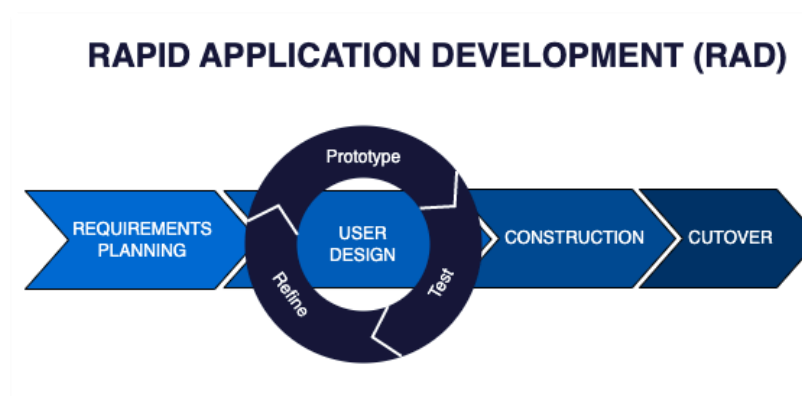 RAPID APPLICATION DEVELOPMENT (RAD)
Prototype
REQUIREMENTS
PLANNING
USER
DESIGN
CONSTRUCTION
CUTOVER
Refine
Test